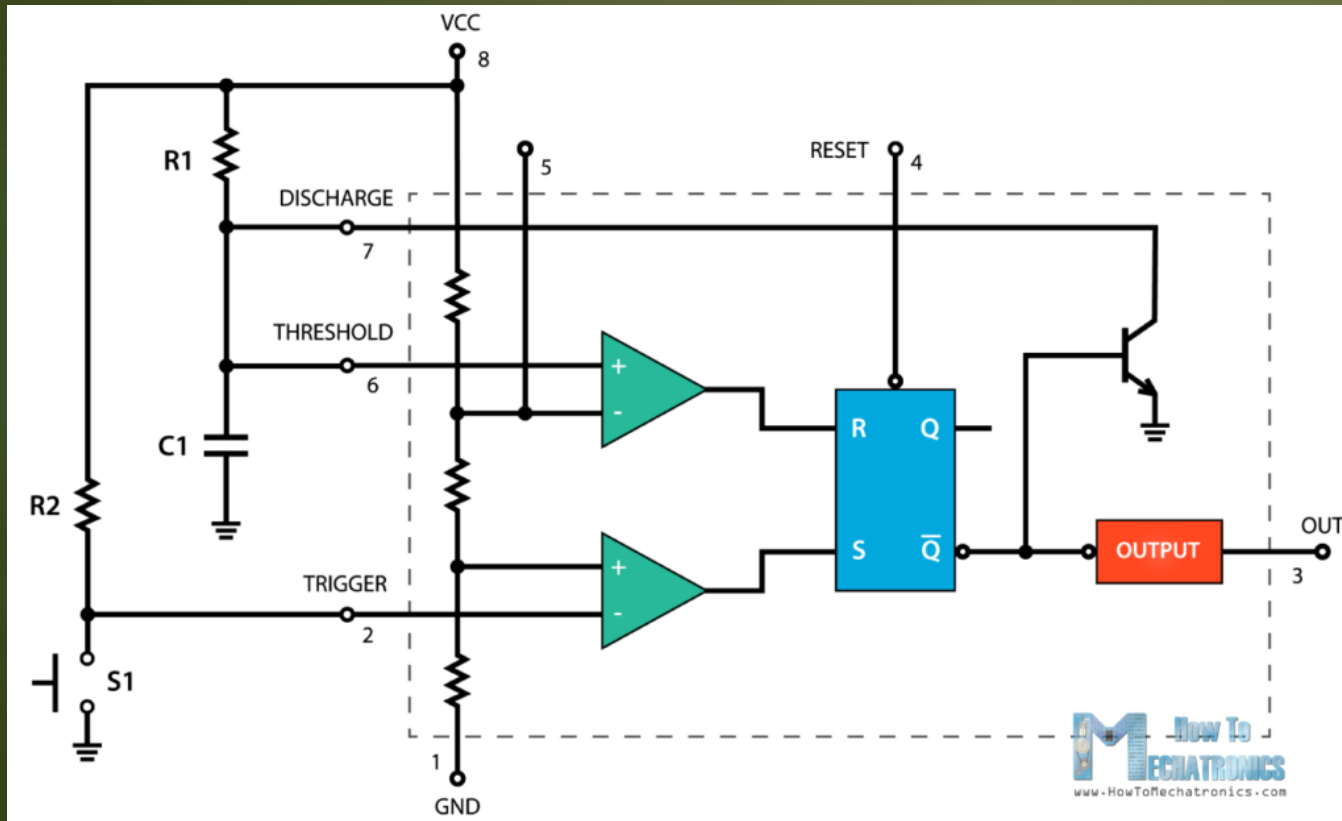 VCC
8
R1
5
RESET
4
DISCHARGE
7
THRESHOLD
6
+
-
C1
R
Q
R2
S
Q̅
OUTPUT
OUT
3
TRIGGER
2
+
-
S1
1
GND
How To
MECHATRONICS
www.HowToMechatronics.com